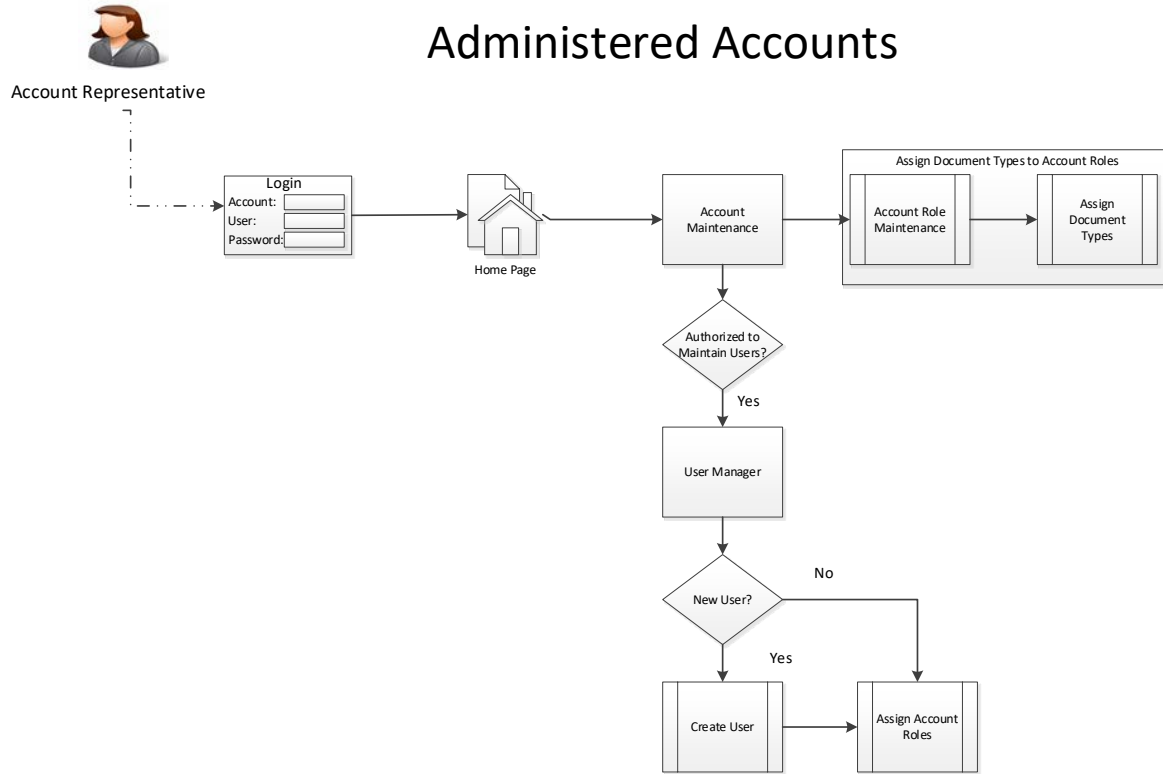 Administered Accounts
Account Representative
Login
Account:
User:
Password:
Home Page
Account
Maintenance
Assign Document Types to Account Roles
Account Role
Maintenance
Assign
Document
Types
Authorized to
Maintain Users?
Yes
User Manager
New User?
No
Yes
Create User
Assign Account
Roles